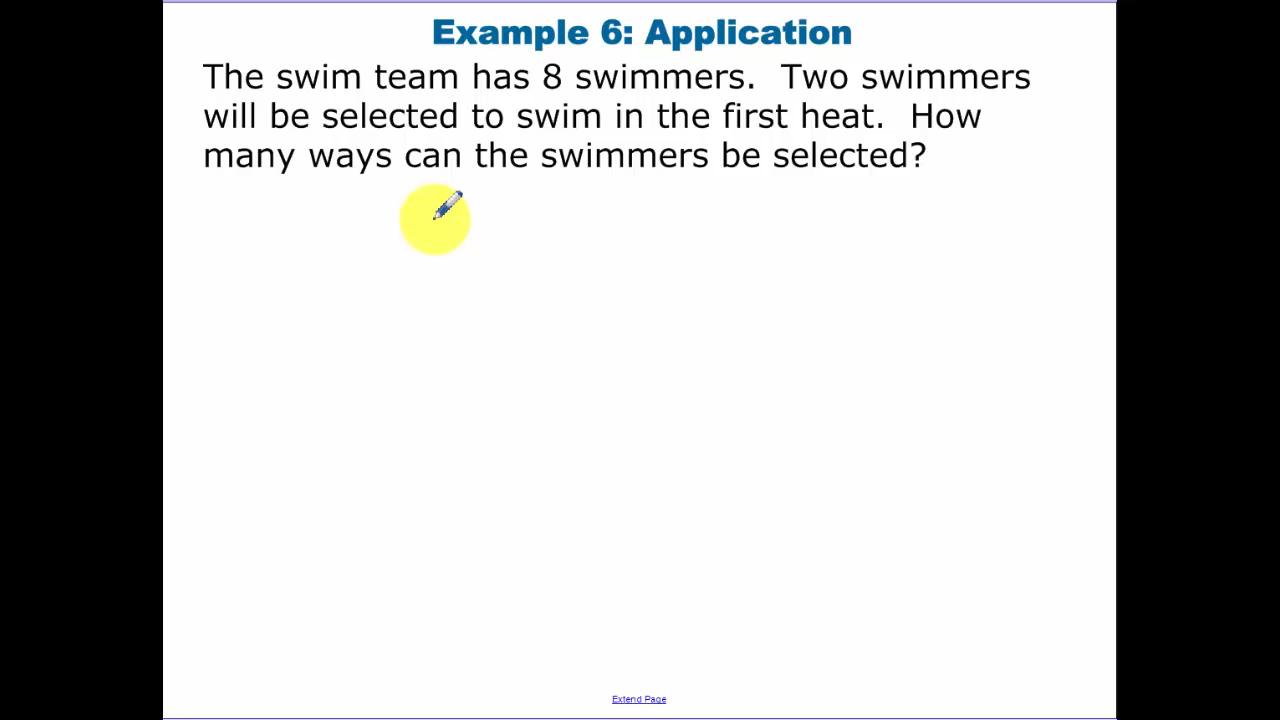 Example 6: Application
The swim team has 8 swimmers.  Two swimmers
will be selected to swim in the first heat.  How
many ways can the swimmers be selected?
Extend Page